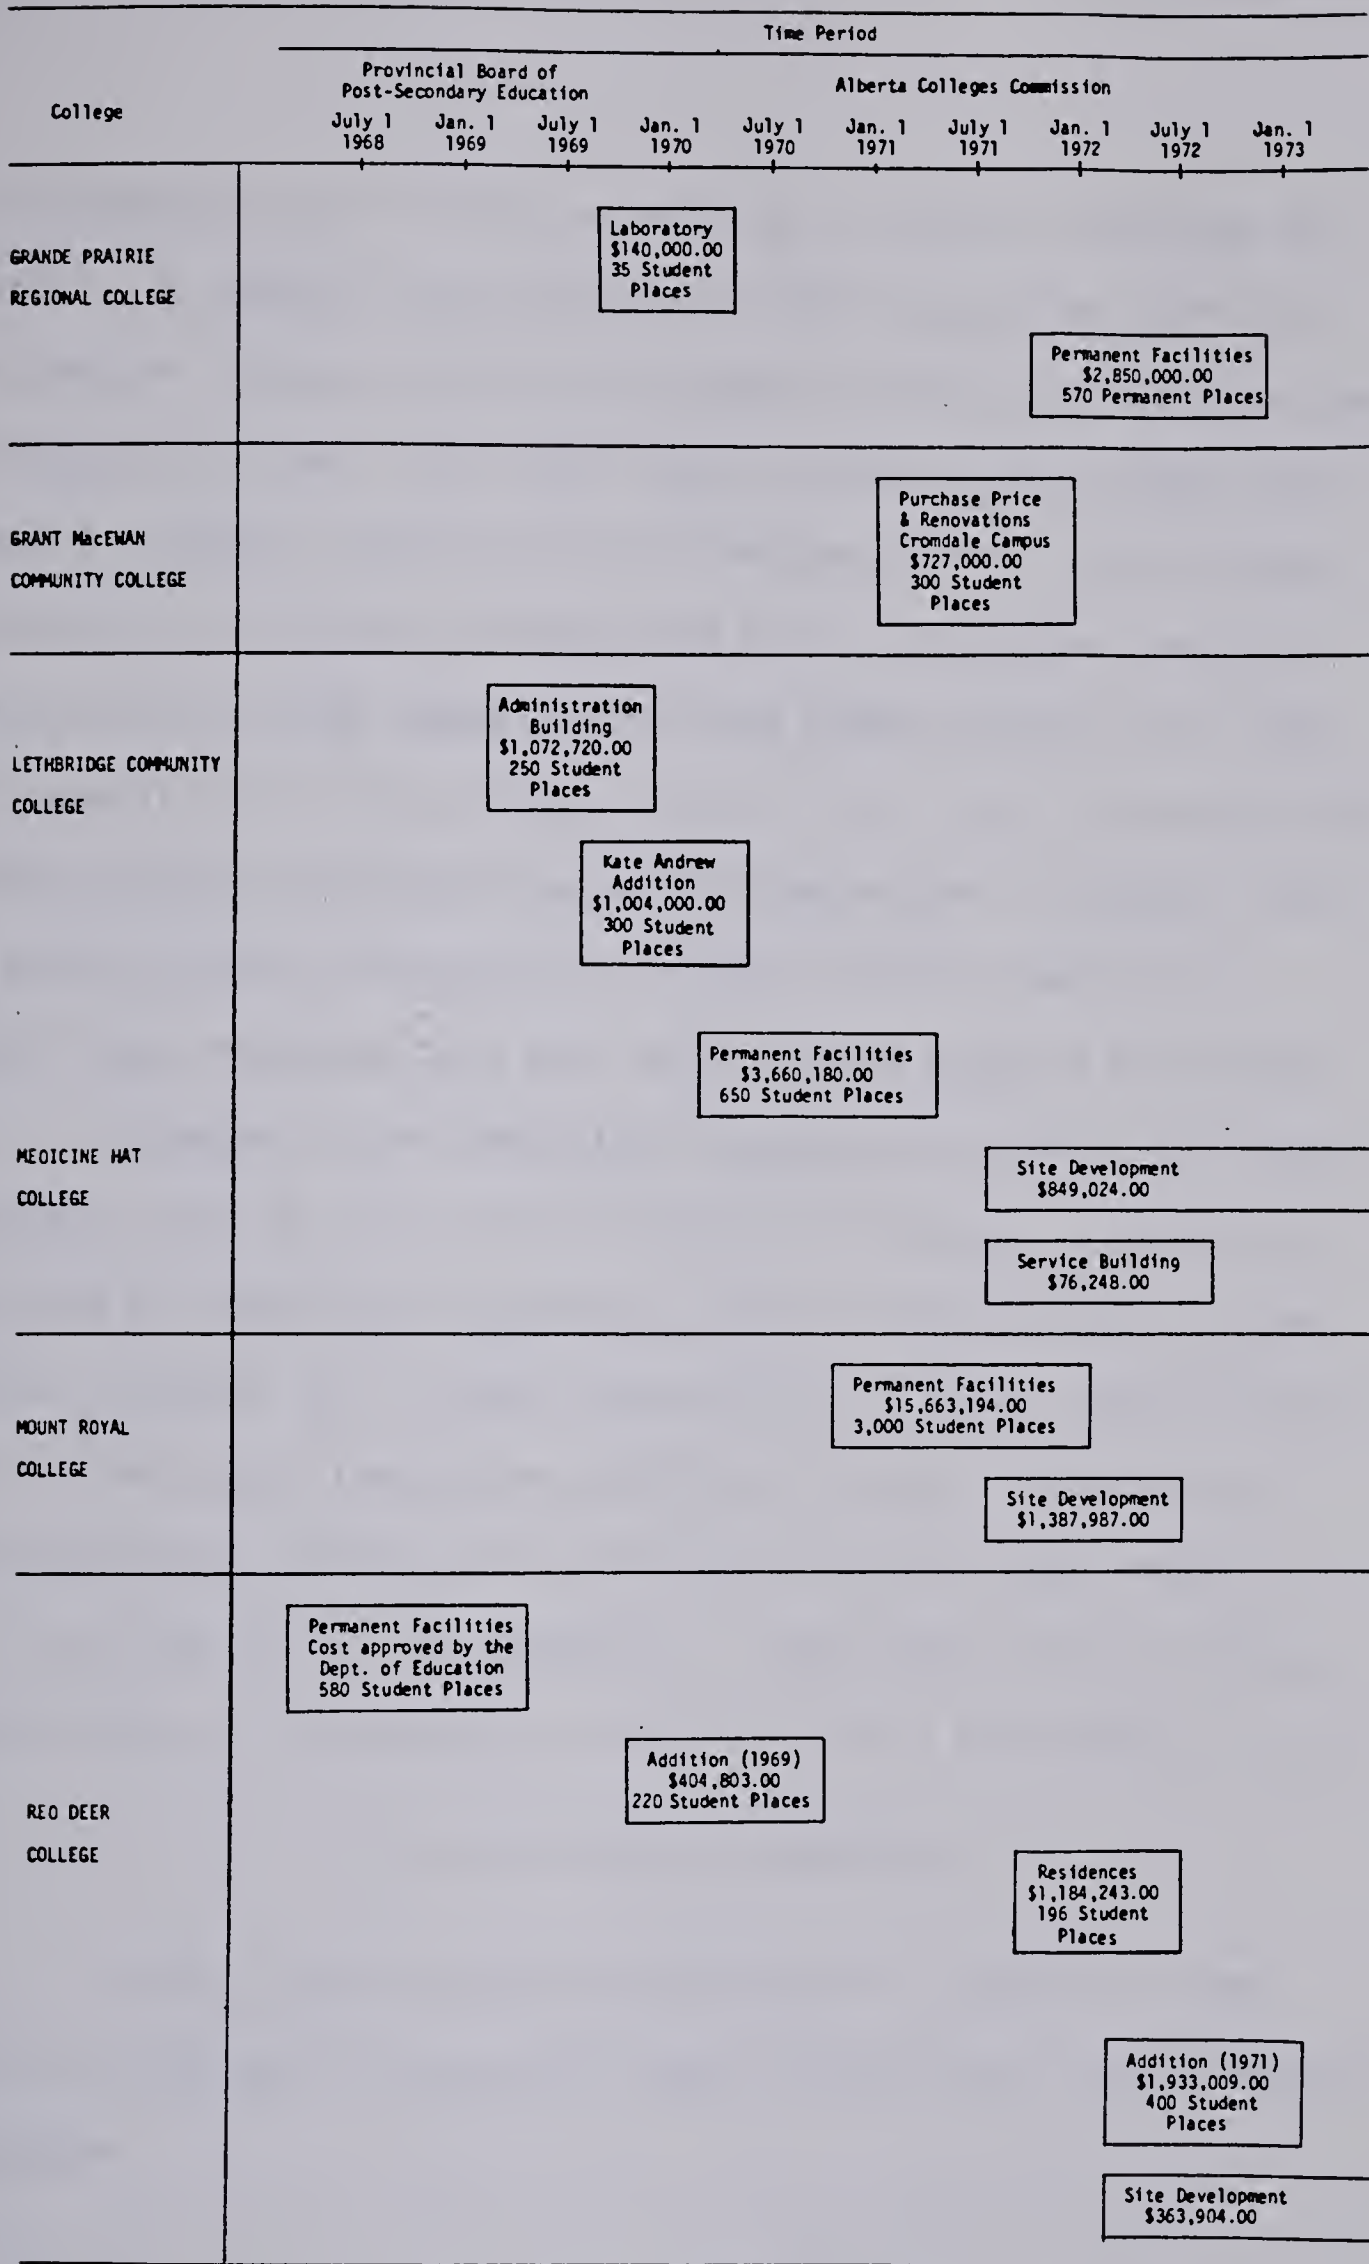 Time Period
Provincial Board of
Post-Secondary Education
Alberta Colleges Commission
College
July 1 Jan. 1 July 1 Jan. 1 July 1 Jan. 1 July 1 Jan. 1 July 1 Jan. 1
1968 1969 1969 1970 1970 1971 1971 1972 1972 1973
GRANDE PRAIRIE
REGIONAL COLLEGE
Laboratory
$140,000.00
35 Student
Places
Permanent Facilities
$2,850,000.00
570 Permanent Places
GRANT MacEWAN
COMMUNITY COLLEGE
Purchase Price
& Renovations
Cromdale Campus
$727,000.00
300 Student
Places
LETHBRIDGE COMMUNITY
COLLEGE
Administration
Building
$1,072,720.00
250 Student
Places
Kate Andrew
Addition
$1,004,000.00
300 Student
Places
MEDICINE HAT
COLLEGE
Permanent Facilities
$3,660,180.00
650 Student Places
Site Development
$849,024.00
Service Building
$76,248.00
MOUNT ROYAL
COLLEGE
Permanent Facilities
$15,663,194.00
3,000 Student Places
Site Development
$1,387,987.00
RED DEER
COLLEGE
Permanent Facilities
Cost approved by the
Dept. of Education
580 Student Places
Addition (1969)
$404,803.00
220 Student Places
Residences
$1,184,243.00
196 Student
Places
Addition (1971)
$1,933,009.00
400 Student
Places
Site Development
$363,904.00